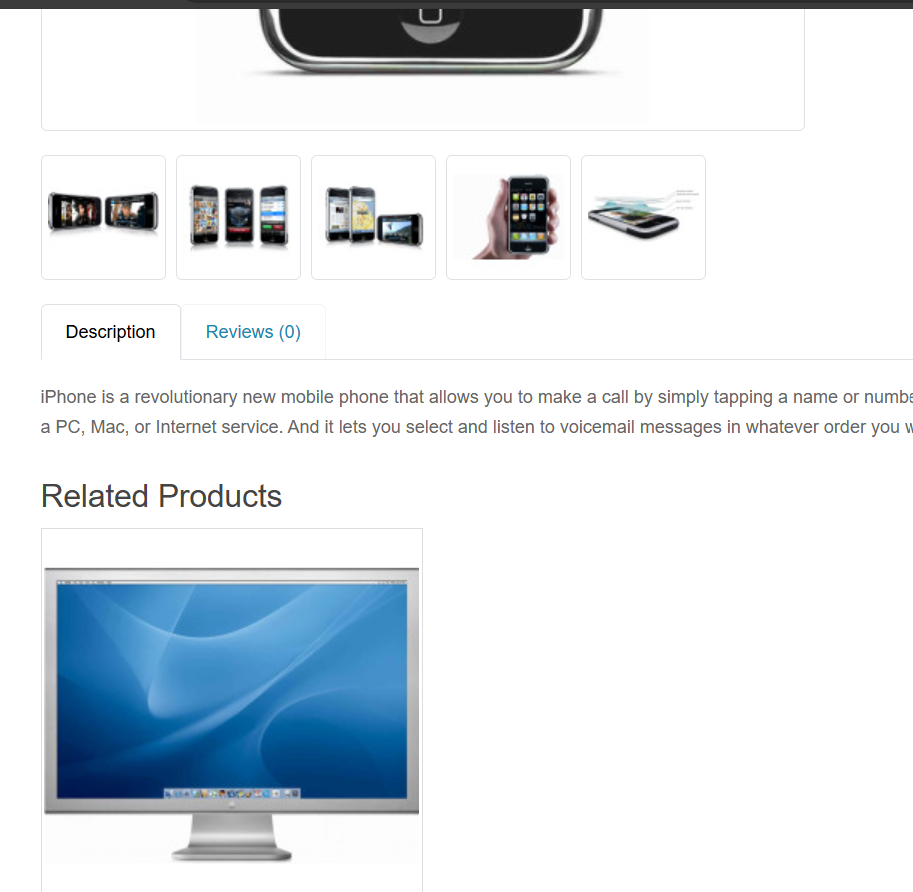 Description
Reviews (0)
iPhone is a revolutionary new mobile phone that allows you to make a call by simply tapping a name or numbe
a PC, Mac, or Internet service. And it lets you select and listen to voicemail messages in whatever order you w
Related Products